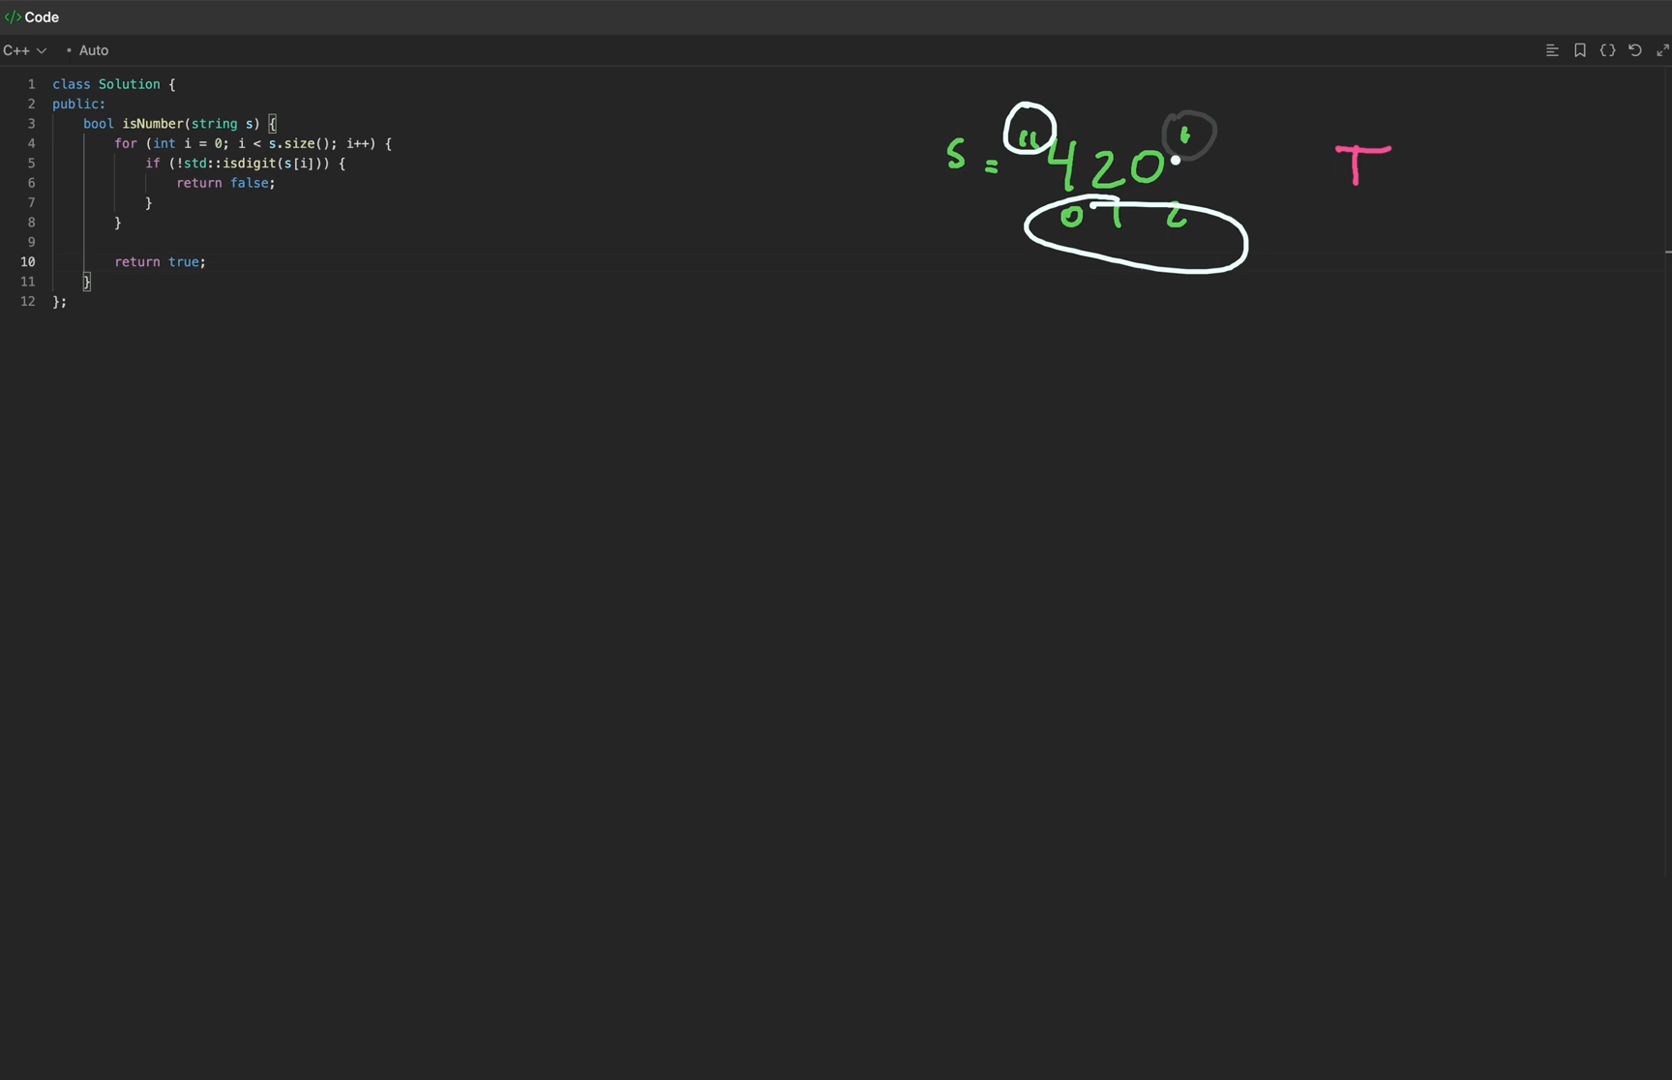 </> Code
C++ • Auto
1 class Solution {
2 public:
3 bool isNumber(string s) {
4 for (int i = 0; i < s.size(); i++) {
5 if (!std::isdigit(s[i])) {
6 return false;
7 }
8 }
9
10 return true;
11 }
12 };
s = "420"
0 1 2
T